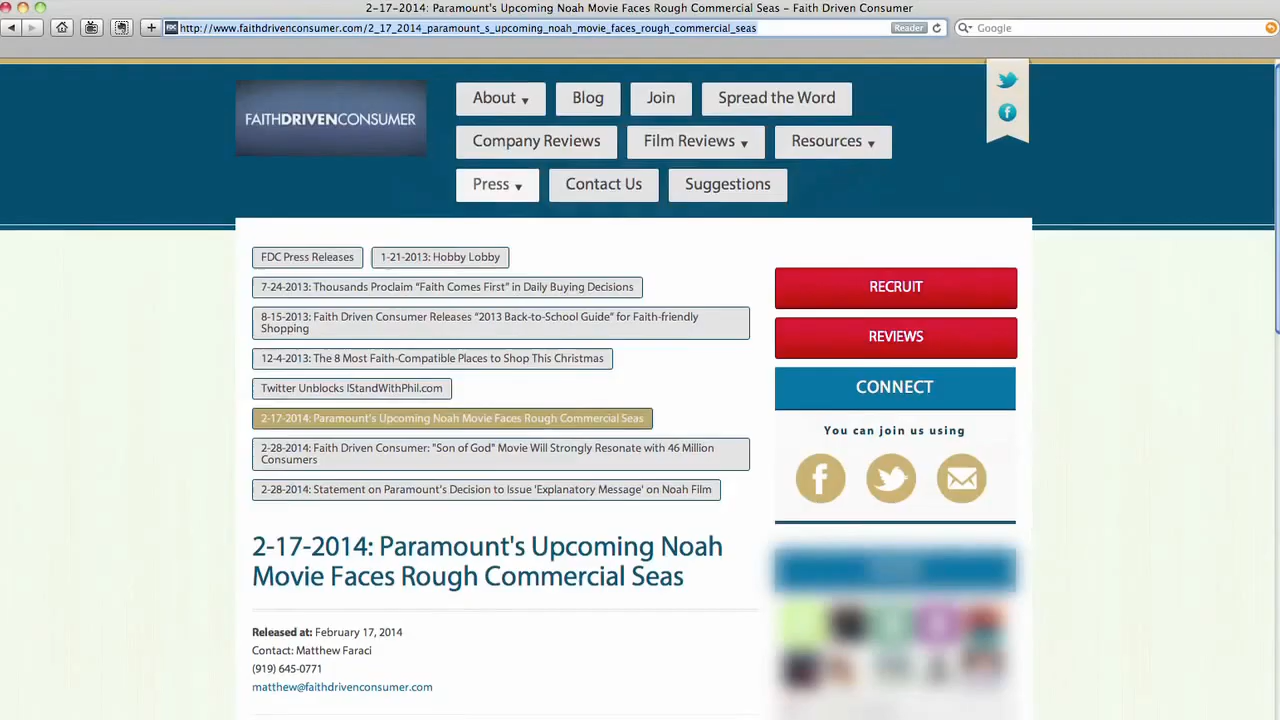 2-17-2014: Paramount's Upcoming Noah Movie Faces Rough Commercial Seas – Faith Driven Consumer
http://www.faithdrivenconsumer.com/2_17_2014_paramount_s_upcoming_noah_movie_faces_rough_commercial_seas
Reader
Google
FAITHDRIVENCONSUMER
About
Blog
Join
Spread the Word
Company Reviews
Film Reviews
Resources
Press
Contact Us
Suggestions
FDC Press Releases
1-21-2013: Hobby Lobby
7-24-2013: Thousands Proclaim “Faith Comes First” in Daily Buying Decisions
8-15-2013: Faith Driven Consumer Releases “2013 Back-to-School Guide” for Faith-friendly
Shopping
12-4-2013: The 8 Most Faith-Compatible Places to Shop This Christmas
Twitter Unblocks IStandWithPhil.com
2-17-2014: Paramount's Upcoming Noah Movie Faces Rough Commercial Seas
2-28-2014: Faith Driven Consumer: "Son of God" Movie Will Strongly Resonate with 46 Million
Consumers
2-28-2014: Statement on Paramount's Decision to Issue 'Explanatory Message' on Noah Film
2-17-2014: Paramount's Upcoming Noah
Movie Faces Rough Commercial Seas
Released at: February 17, 2014
Contact: Matthew Faraci
(919) 645-0771
matthew@faithdrivenconsumer.com
RECRUIT
REVIEWS
CONNECT
You can join us using